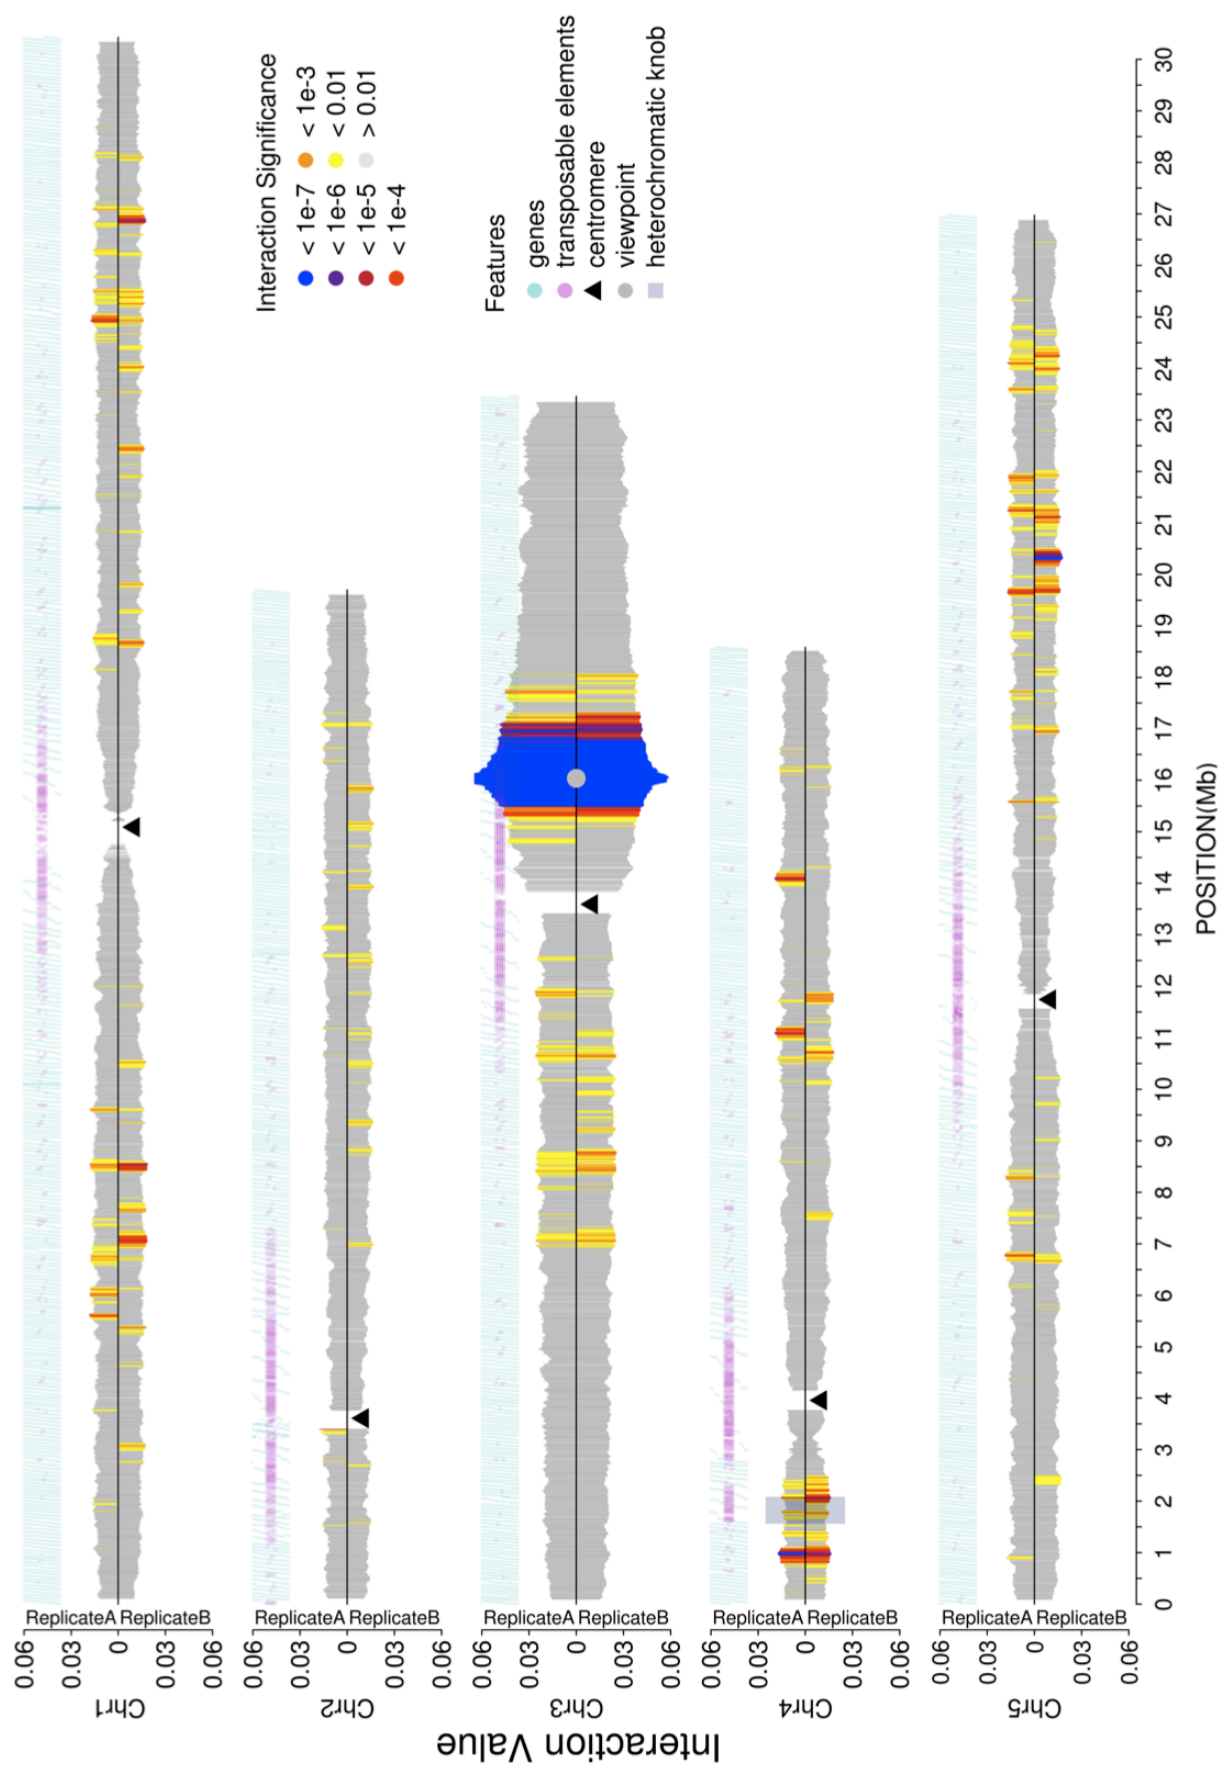 Interaction Value
Chr1
0.06
0.03
0
0.03
0.06
ReplicateA ReplicateB
Interaction Significance
< 1e-7
< 1e-6
< 1e-5
< 1e-4
< 1e-3
< 0.01
> 0.01
Chr2
0.06
0.03
0
0.03
0.06
ReplicateA ReplicateB
Features
genes
transposable elements
centromere
viewpoint
heterochromatic knob
Chr3
0.06
0.03
0
0.03
0.06
ReplicateA ReplicateB
Chr4
0.06
0.03
0
0.03
0.06
ReplicateA ReplicateB
Chr5
0.06
0.03
0
0.03
0.06
ReplicateA ReplicateB
0 1 2 3 4 5 6 7 8 9 10 11 12 13 14 15 16 17 18 19 20 21 22 23 24 25 26 27 28 29 30
POSITION(Mb)